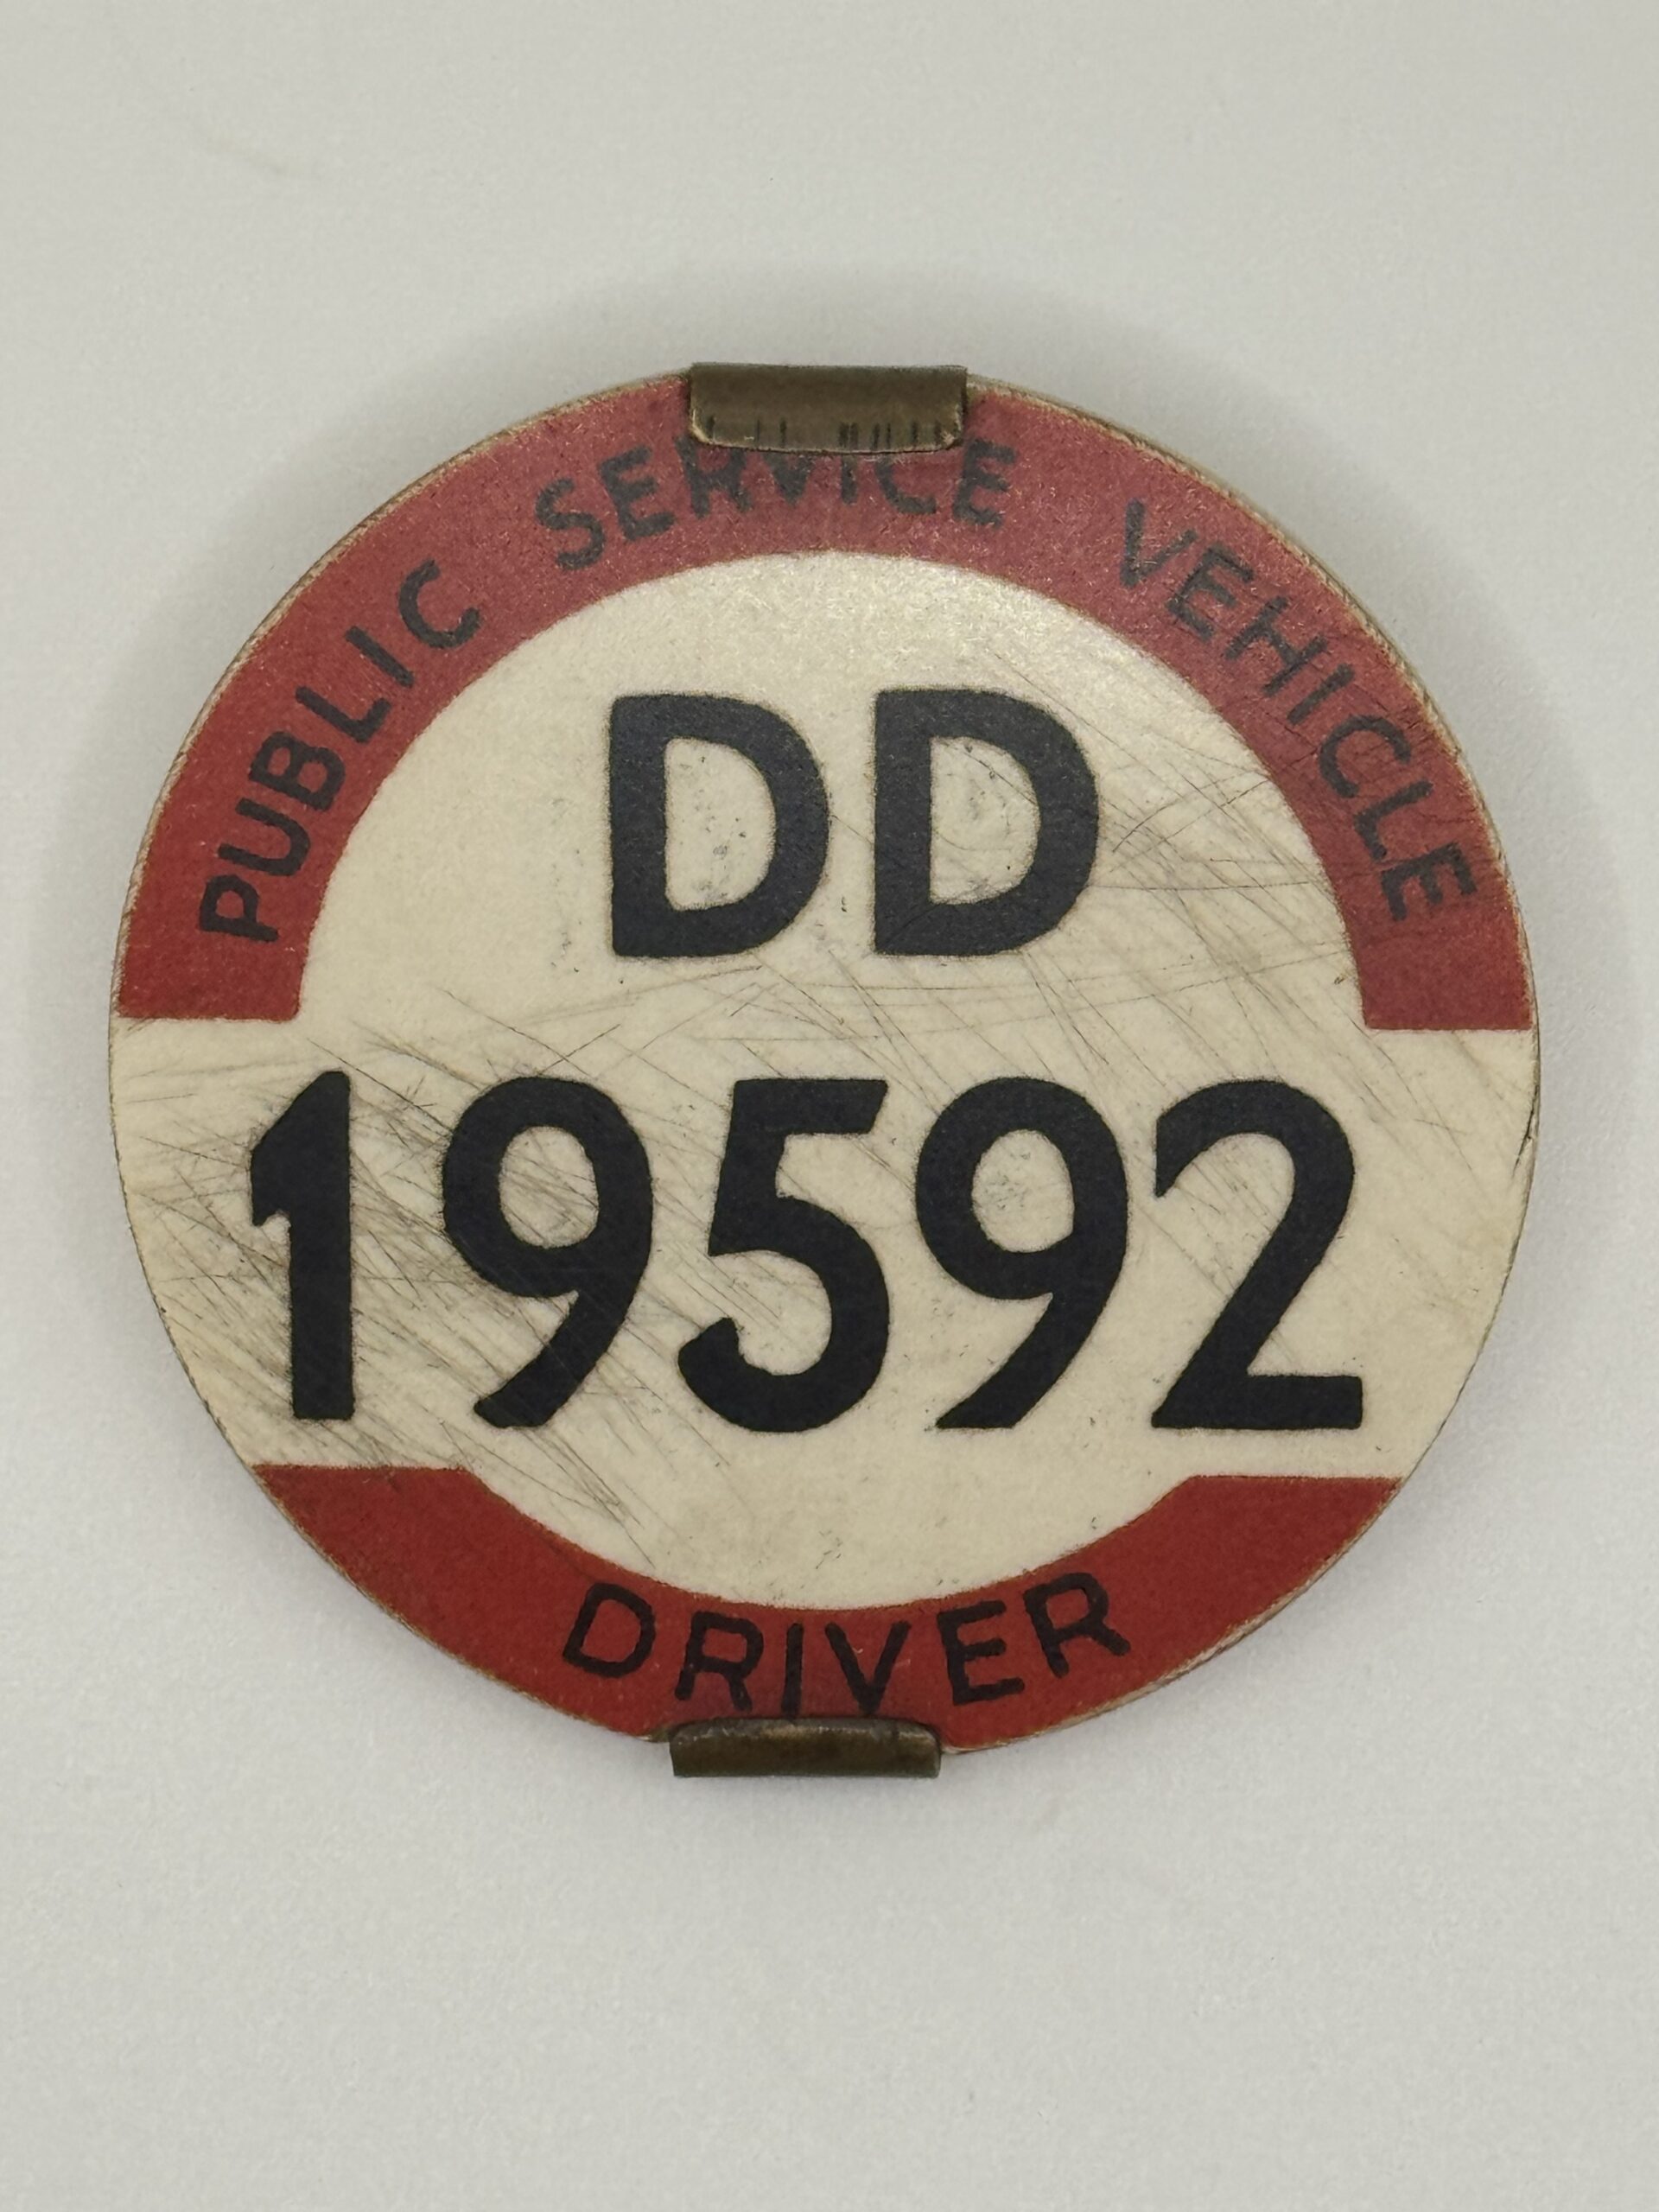 PUBLIC SERVICE VEHICLE
DD
19592
DRIVER